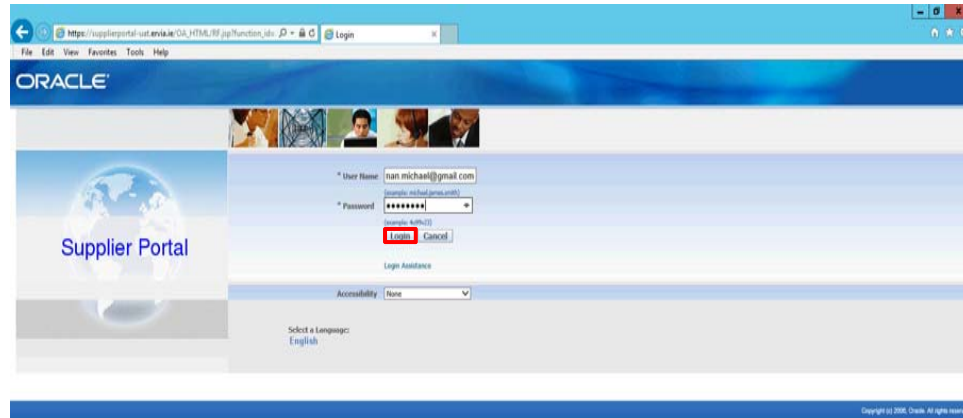 https://supplierportal-uat.ervia.ie/OA_HTML/RF.jsp?function_id=
Login
File Edit View Favorites Tools Help
ORACLE
* User Name nan michael@gmail com
(example: michael.james.smith)
* Password ••••••••
(example: 4u99v23)
Login Cancel
Supplier Portal
Login Assistance
Accessibility None
Select a Language:
English
Copyright (c) 2006, Oracle. All rights